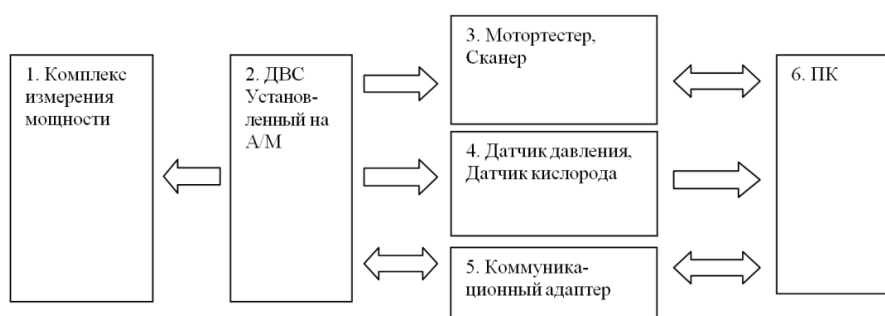 1. Комплекс
измерения
мощности
2. ДВС
Установ-
ленный на
А/М
3. Мотортестер,
Сканер
4. Датчик давления,
Датчик кислорода
5. Коммуника-
ционный адаптер
6. ПК